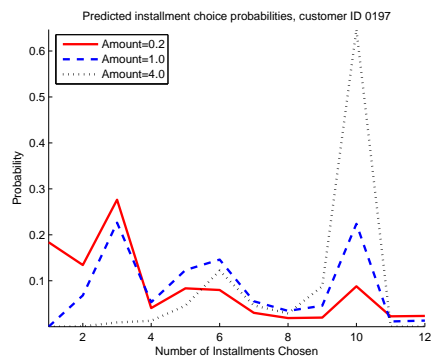 Predicted installment choice probabilities, customer ID 0197
Amount=0.2
Amount=1.0
Amount=4.0
0.6
0.5
0.4
0.3
0.2
0.1
Probability
2 4 6 8 10 12
Number of Installments Chosen